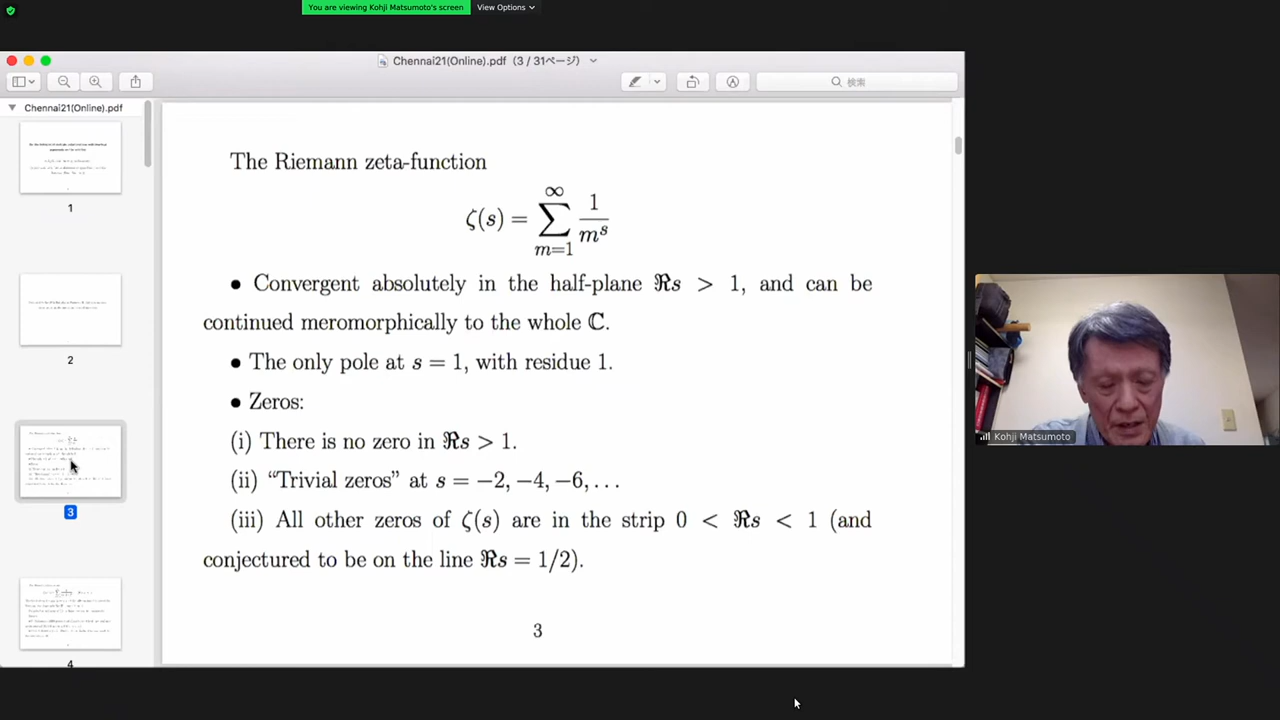 You are viewing Kohji Matsumoto's screen
View Options
Chennai21(Online).pdf (3 / 31ページ)
検索
Chennai21(Online).pdf
1
2
3
4
The Riemann zeta-function
ζ(s) = ∑_{m=1}^{∞} 1/m^s
• Convergent absolutely in the half-plane ℜs > 1, and can be
continued meromorphically to the whole ℂ.
• The only pole at s = 1, with residue 1.
• Zeros:
(i) There is no zero in ℜs > 1.
(ii) “Trivial zeros” at s = −2, −4, −6, . . .
(iii) All other zeros of ζ(s) are in the strip 0 < ℜs < 1 (and
conjectured to be on the line ℜs = 1/2).
3
Kohji Matsumoto